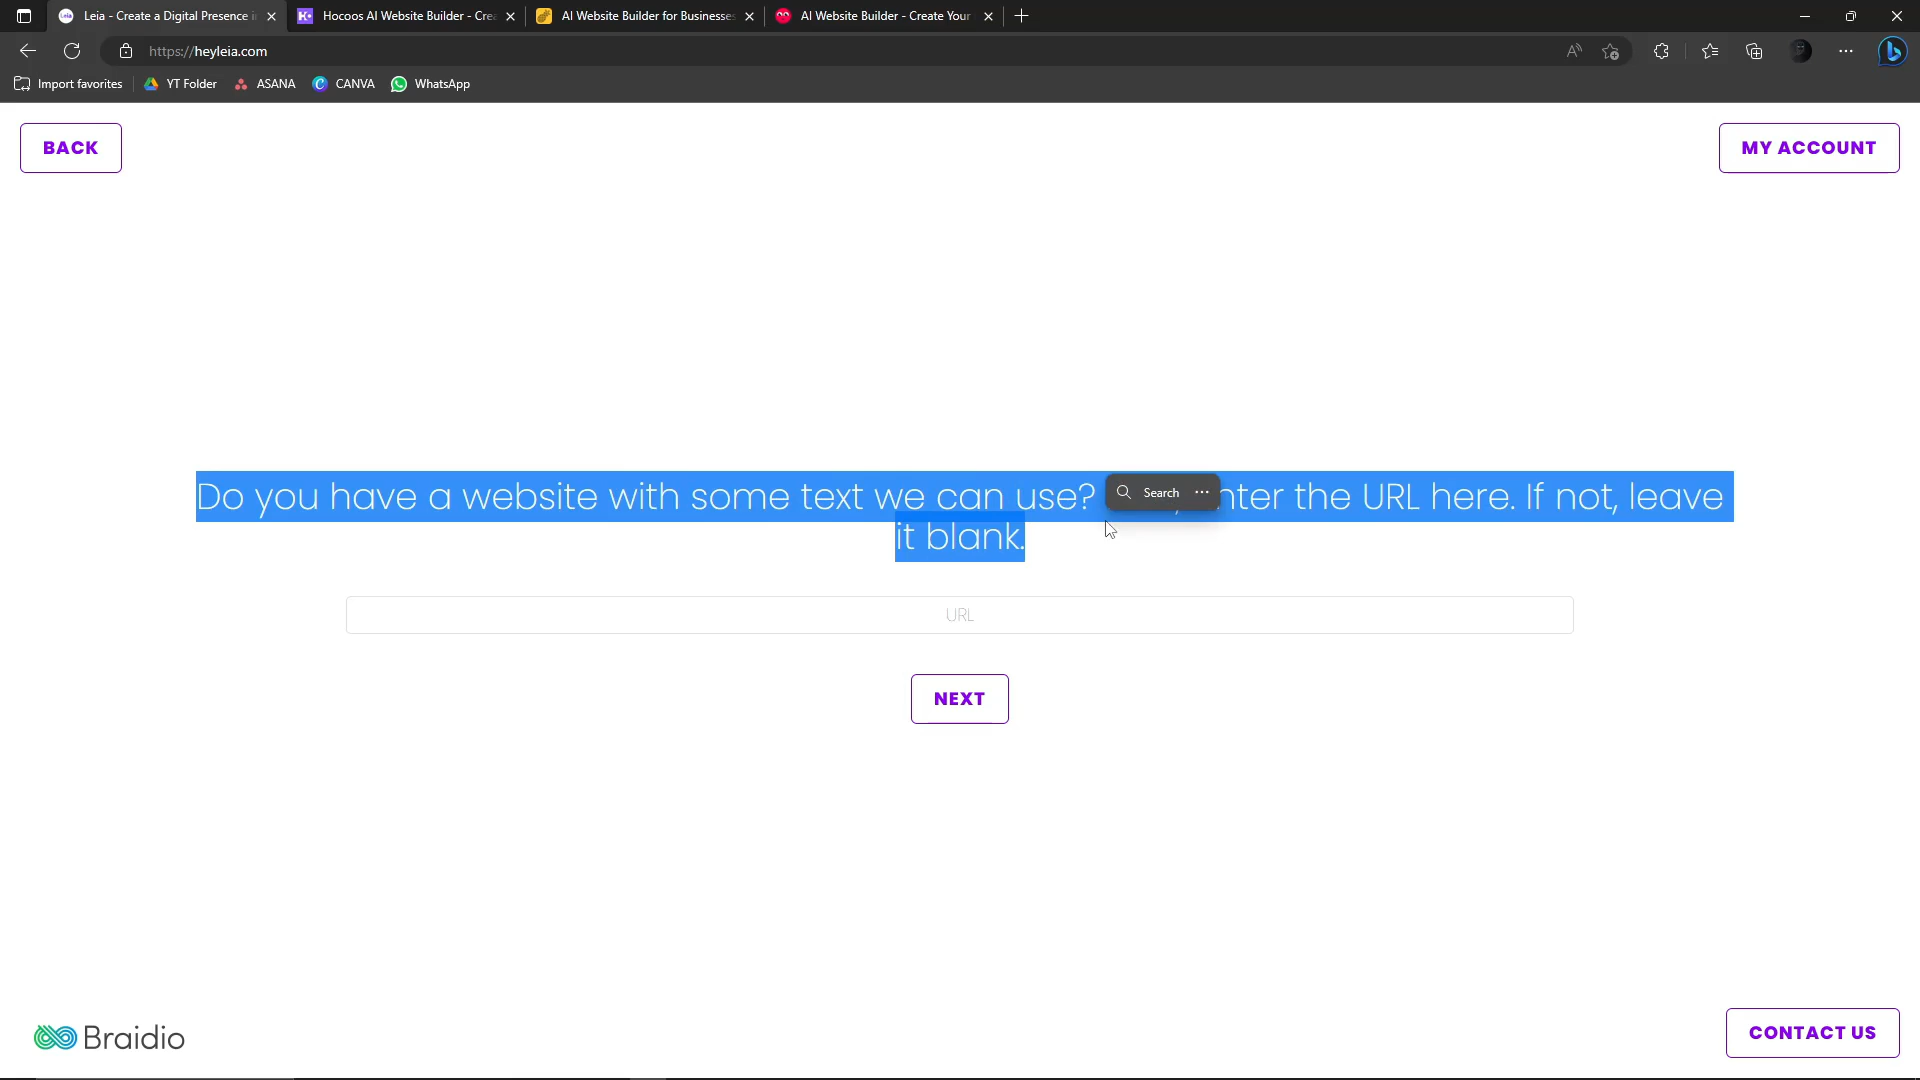 Leia - Create a Digital Presence i
Hocoos AI Website Builder - Crea
AI Website Builder for Businesses
AI Website Builder - Create Your
https://heyleia.com
Import favorites
YT Folder
ASANA
CANVA
WhatsApp
BACK
MY ACCOUNT
Do you have a website with some text we can use? Search nter the URL here. If not, leave
it blank.
URL
NEXT
Braidio
CONTACT US